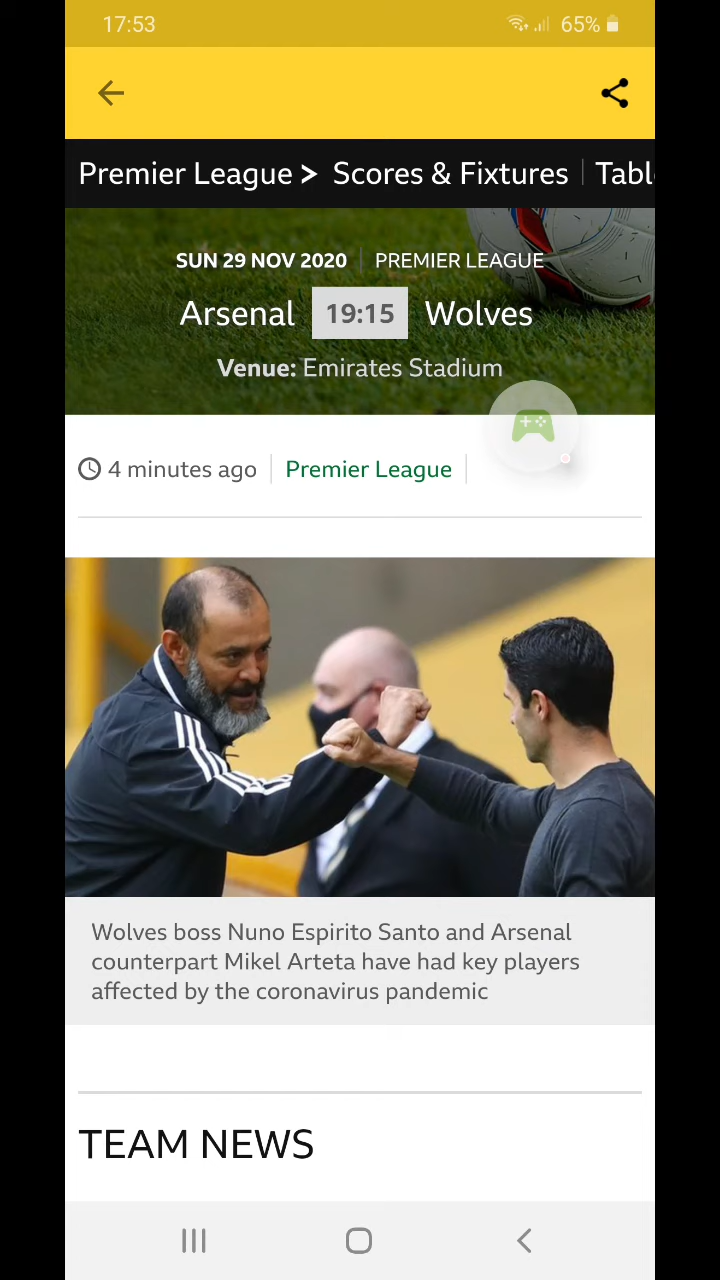 17:53 65%
Premier League > Scores & Fixtures Tabl
SUN 29 NOV 2020 PREMIER LEAGUE
Arsenal 19:15 Wolves
Venue: Emirates Stadium
4 minutes ago Premier League
Wolves boss Nuno Espirito Santo and Arsenal
counterpart Mikel Arteta have had key players
affected by the coronavirus pandemic
TEAM NEWS